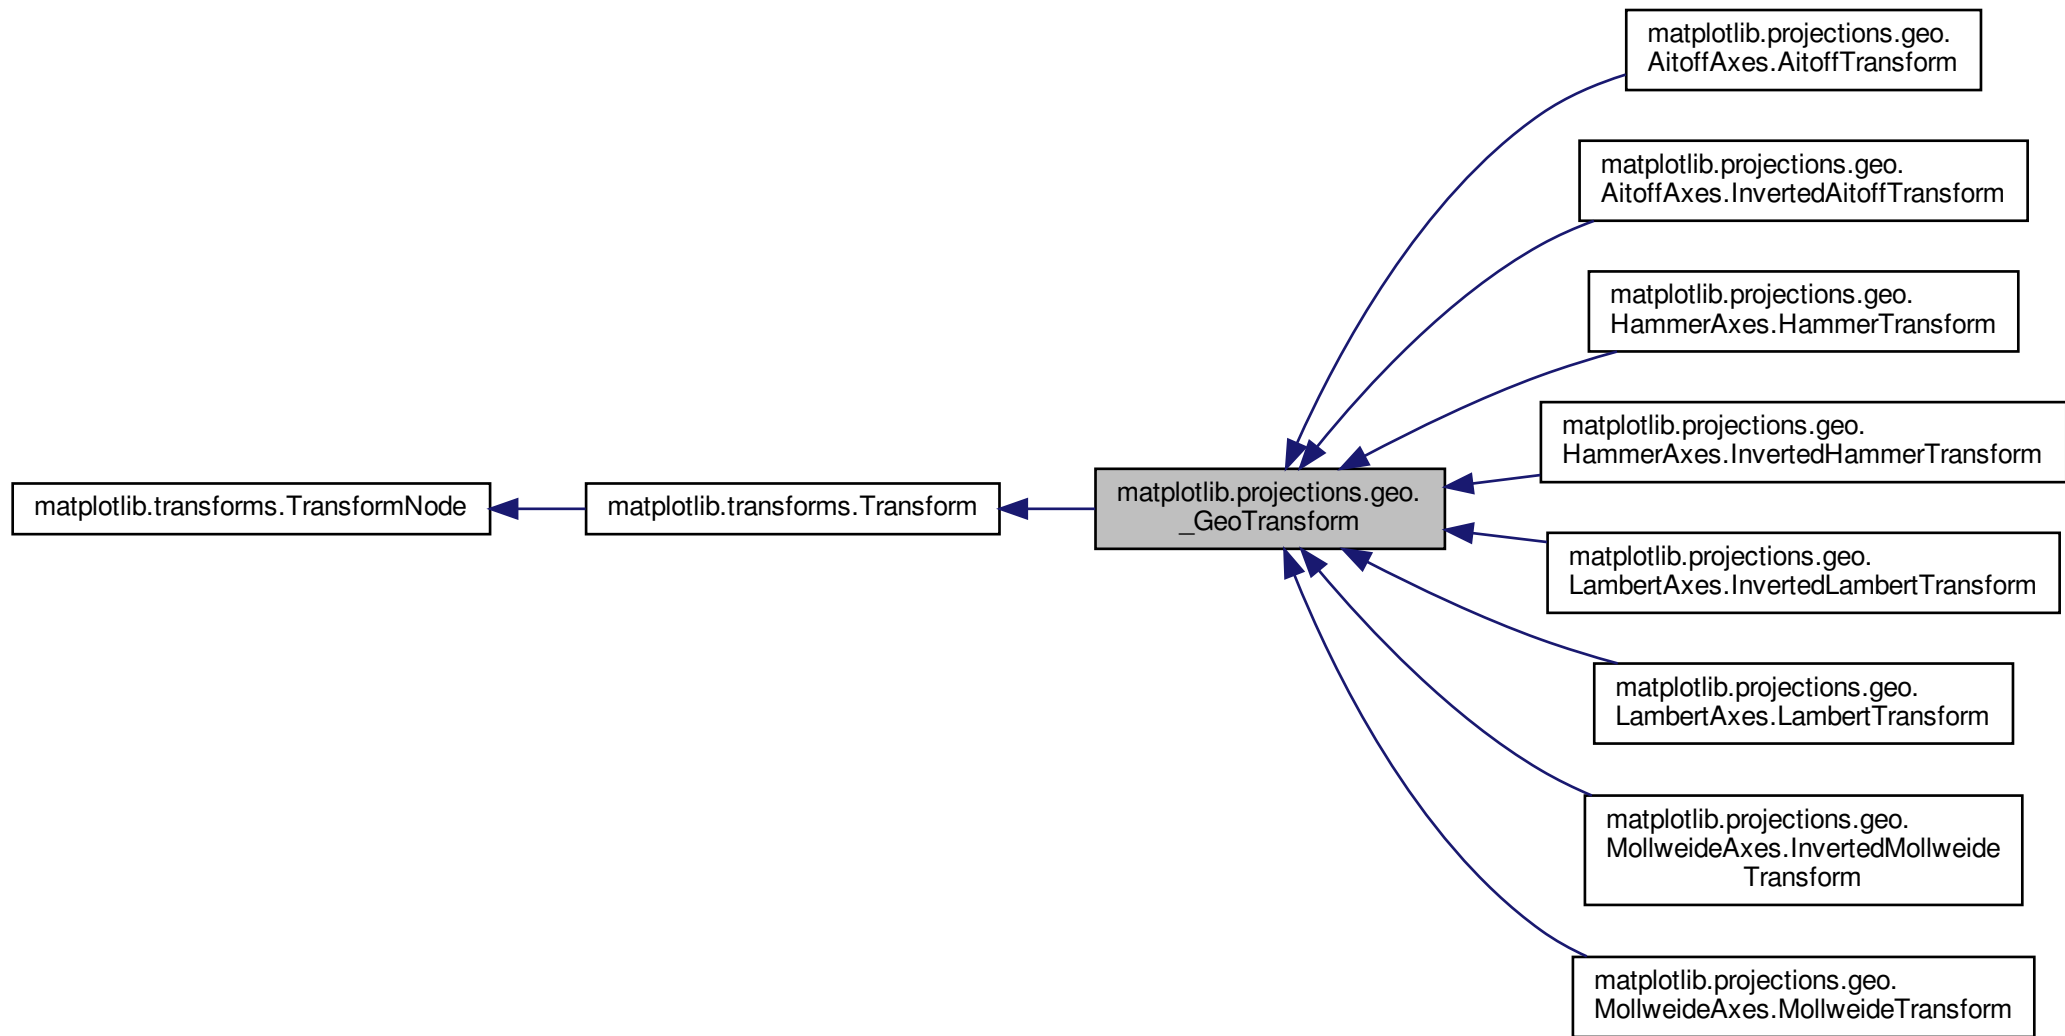 matplotlib.projections.geo.
AitoffAxes.AitoffTransform
matplotlib.projections.geo.
AitoffAxes.InvertedAitoffTransform
matplotlib.projections.geo.
HammerAxes.HammerTransform
matplotlib.projections.geo.
HammerAxes.InvertedHammerTransform
matplotlib.transforms.TransformNode
matplotlib.transforms.Transform
matplotlib.projections.geo.
_GeoTransform
matplotlib.projections.geo.
LambertAxes.InvertedLambertTransform
matplotlib.projections.geo.
LambertAxes.LambertTransform
matplotlib.projections.geo.
MollweideAxes.InvertedMollweide
Transform
matplotlib.projections.geo.
MollweideAxes.MollweideTransform